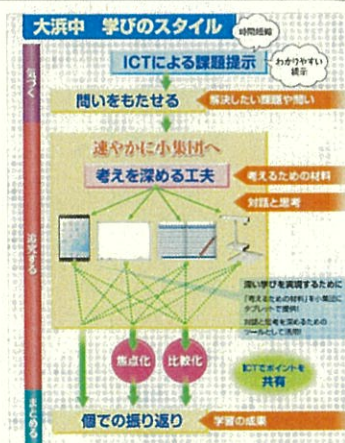 大浜中 学びのスタイル
時間短縮
ICTによる課題提示
わかりやすい
提示
気づく
問いをもたせる
解決したい課題や問い
速やかに小集団へ
考えを深める工夫
考えるための材料
対話と思考
追究する
深い学びを実現するために
「考えるための材料」を小集団に
タブレットで提供!
対話と思考を深めるための
ツールとして活用!
焦点化
比較化
ICTでポイントを
共有
まとめる
個での振り返り
学習の成果